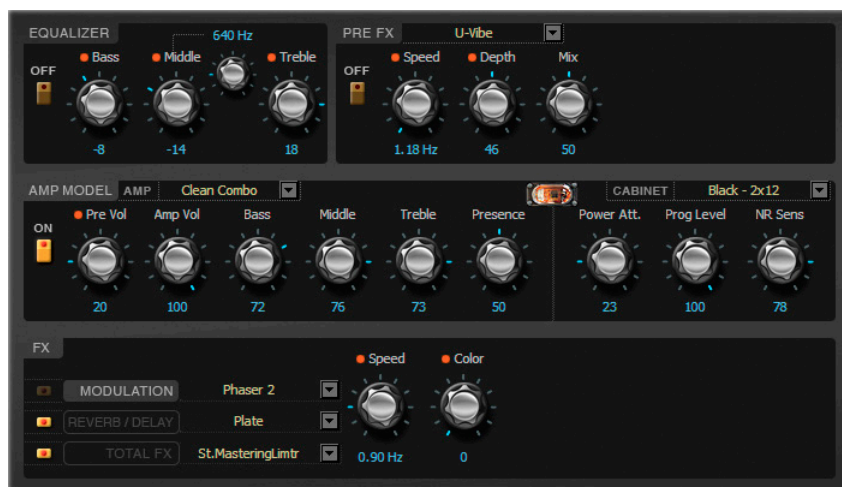 EQUALIZER 640 Hz
Bass Middle Treble
OFF
-8 -14 18
PRE FX U-Vibe
Speed Depth Mix
OFF
1.18 Hz 46 50
AMP MODEL AMP Clean Combo CABINET Black - 2x12
Pre Vol Amp Vol Bass Middle Treble Presence Power Att. Prog Level NR Sens
ON
20 100 72 76 73 50 23 100 78
FX
Speed Color
MODULATION Phaser 2
REVERB / DELAY Plate
TOTAL FX St.MasteringLimtr
0.90 Hz 0